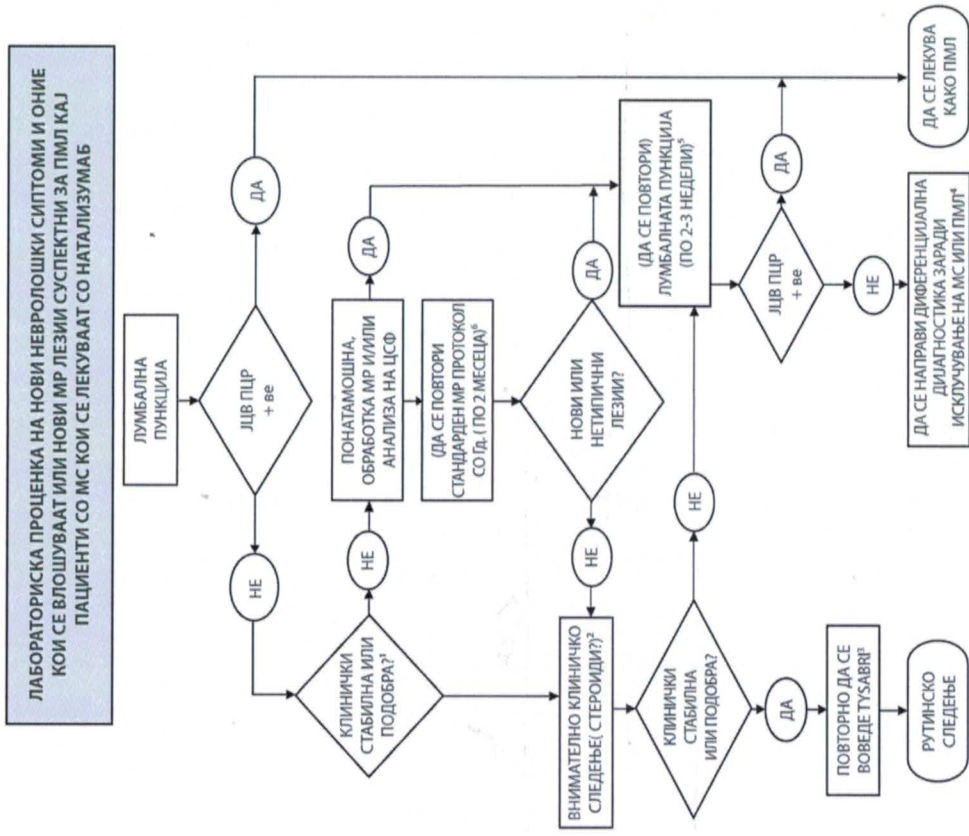 ЛАБОРАТОРИСКА ПРОЦЕНКА НА НОВИ НЕВРОЛОШКИ СИПТОМИ И ОНИЕ
КОИ СЕ ВЛОШУВААТ ИЛИ НОВИ МР ЛЕЗИИ СУСПЕКТНИ ЗА ПМЛ КАЈ
ПАЦИЕНТИ СО МС КОИ СЕ ЛЕКУВААТ СО НАТАЛИЗУМАБ
ЛУМБАЛНА
ПУНКЦИЈА
ЈЦВ ПЦР
+ ве
НЕ
ДА
КЛИНИЧКИ
СТАБИЛНА ИЛИ
ПОДОБРА?³
НЕ
ПОНАТАМОШНА,
ОБРАБОТКА МР И/ИЛИ
АНАЛИЗА НА ЦСФ
ДА
(ДА СЕ ПОВТОРИ
СТАНДАРДЕН МР ПРОТОКОЛ
СО Гд. ( ПО 2 МЕСЕЦА)⁶
НОВИ ИЛИ
НЕТИПИЧНИ
ЛЕЗИИ?
НЕ
ДА
ВНИМАТЕЛНО КЛИНИЧКО
СЛЕДЕЊЕ( СТЕРОИДИ?)²
(ДА СЕ ПОВТОРИ)
ЛУМБАЛНАТА ПУНКЦИЈА
(ПО 2-3 НЕДЕЛИ)⁵
КЛИНИЧКИ
СТАБИЛНА
ИЛИ ПОДОБРА?
НЕ
ДА
ЈЦВ ПЦР
+ ве
ДА
НЕ
ПОВТОРНО ДА СЕ
ВОВЕДЕ TYSABRI³
РУТИНСКО
СЛЕДЕЊЕ
ДА СЕ НАПРАВИ ДИФЕРЕНЦИЈАЛНА
ДИЈАГНОСТИКА ЗАРАДИ
ИСКЛУЧУВАЊЕ НА МС ИЛИ ПМЛ⁴
ДА СЕ ЛЕКУВА
КАКО ПМЛ